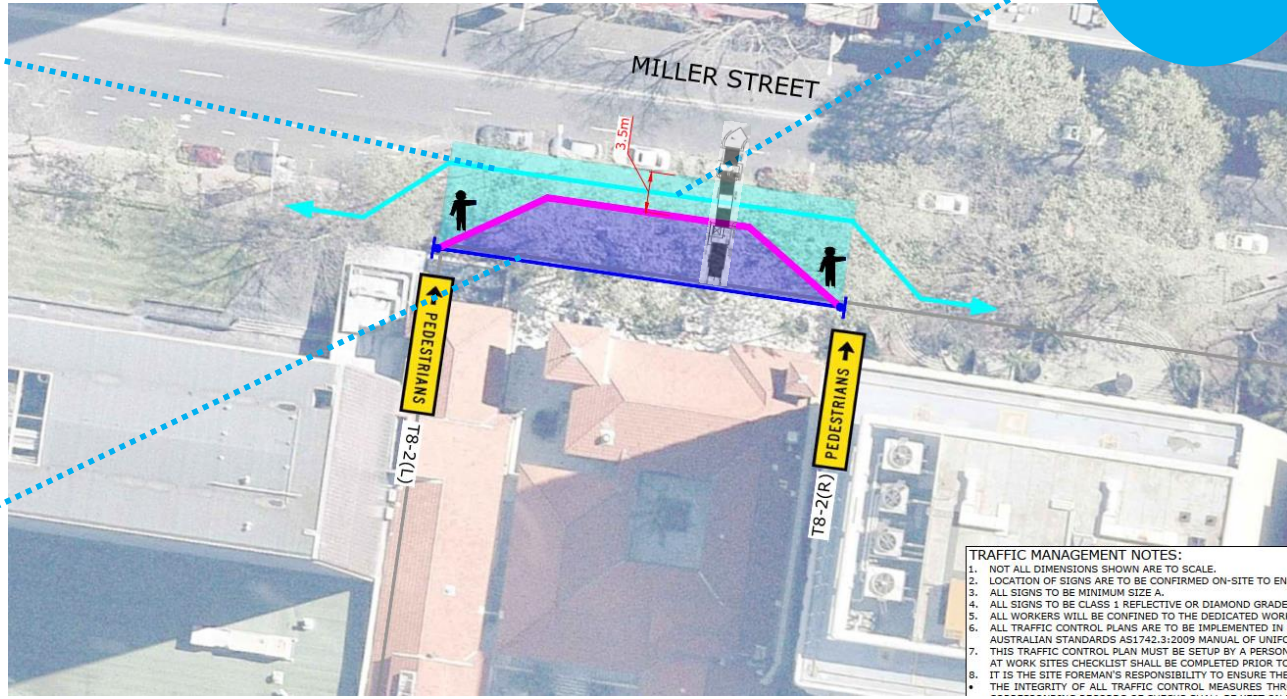 MILLER STREET
3.5m
PEDESTRIANS
T8-2(L)
PEDESTRIANS
T8-2(R)
TRAFFIC MANAGEMENT NOTES:
1. NOT ALL DIMENSIONS SHOWN ARE TO SCALE.
2. LOCATION OF SIGNS ARE TO BE CONFIRMED ON-SITE TO EN
3. ALL SIGNS TO BE MINIMUM SIZE A.
4. ALL SIGNS TO BE CLASS 1 REFLECTIVE OR DIAMOND GRADE
5. ALL WORKERS WILL BE CONFINED TO THE DEDICATED WOR
6. ALL TRAFFIC CONTROL PLANS ARE TO BE IMPLEMENTED IN
AUSTRALIAN STANDARDS AS1742.3:2009 MANUAL OF UNIFO
7. THIS TRAFFIC CONTROL PLAN MUST BE SETUP BY A PERSON
AT WORK SITES CHECKLIST SHALL BE COMPLETED PRIOR TO
8. IT IS THE SITE FOREMAN'S RESPONSIBILITY TO ENSURE THE
• THE INTEGRITY OF ALL TRAFFIC CONTROL MEASURES THR